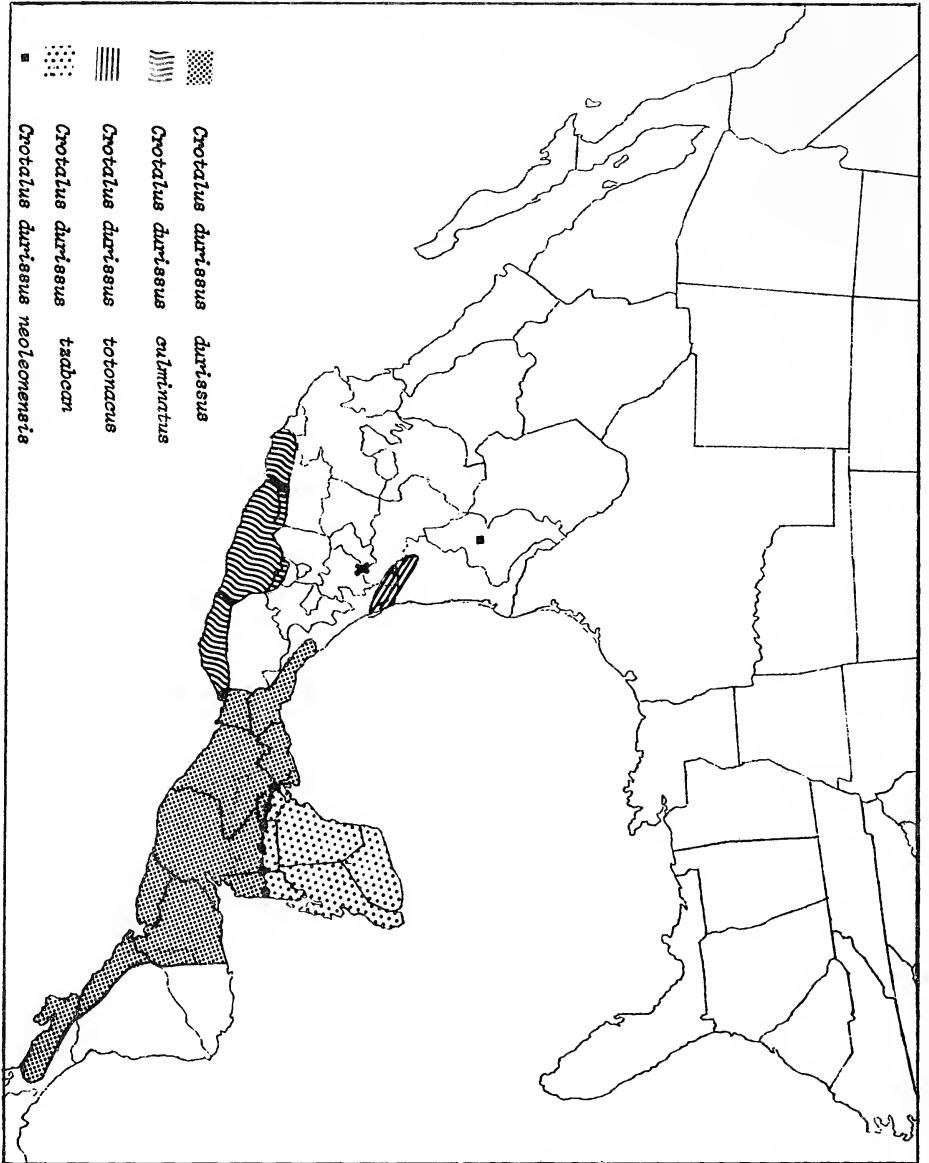 Crotalus durissus durissus
Crotalus durissus culminatus
Crotalus durissus totonacus
Crotalus durissus tzabcan
Crotalus durissus neoleonensis